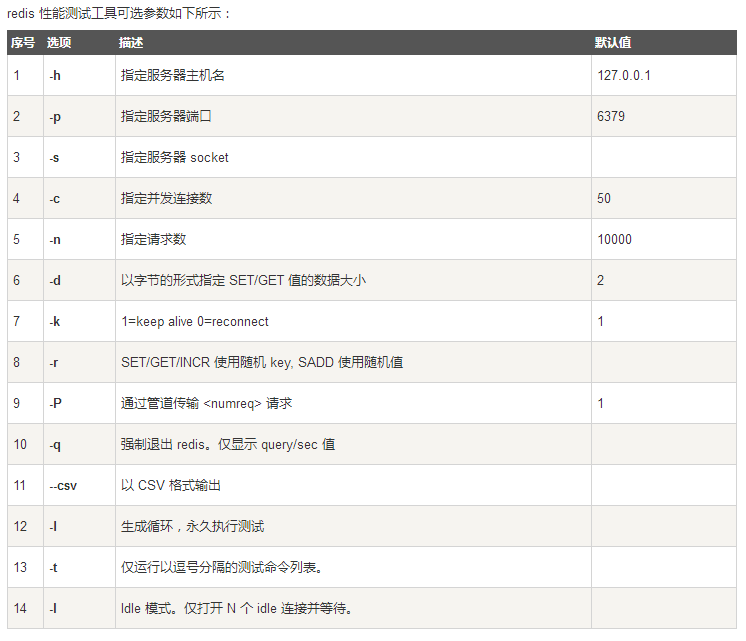 redis 性能测试工具可选参数如下所示：
序号 选项 描述 默认值
1 -h 指定服务器主机名 127.0.0.1
2 -p 指定服务器端口 6379
3 -s 指定服务器 socket
4 -c 指定并发连接数 50
5 -n 指定请求数 10000
6 -d 以字节的形式指定 SET/GET 值的数据大小 2
7 -k 1=keep alive 0=reconnect 1
8 -r SET/GET/INCR 使用随机 key, SADD 使用随机值
9 -P 通过管道传输 <numreq> 请求 1
10 -q 强制退出 redis。仅显示 query/sec 值
11 --csv 以 CSV 格式输出
12 -l 生成循环，永久执行测试
13 -t 仅运行以逗号分隔的测试命令列表。
14 -I Idle 模式。仅打开 N 个 idle 连接并等待。